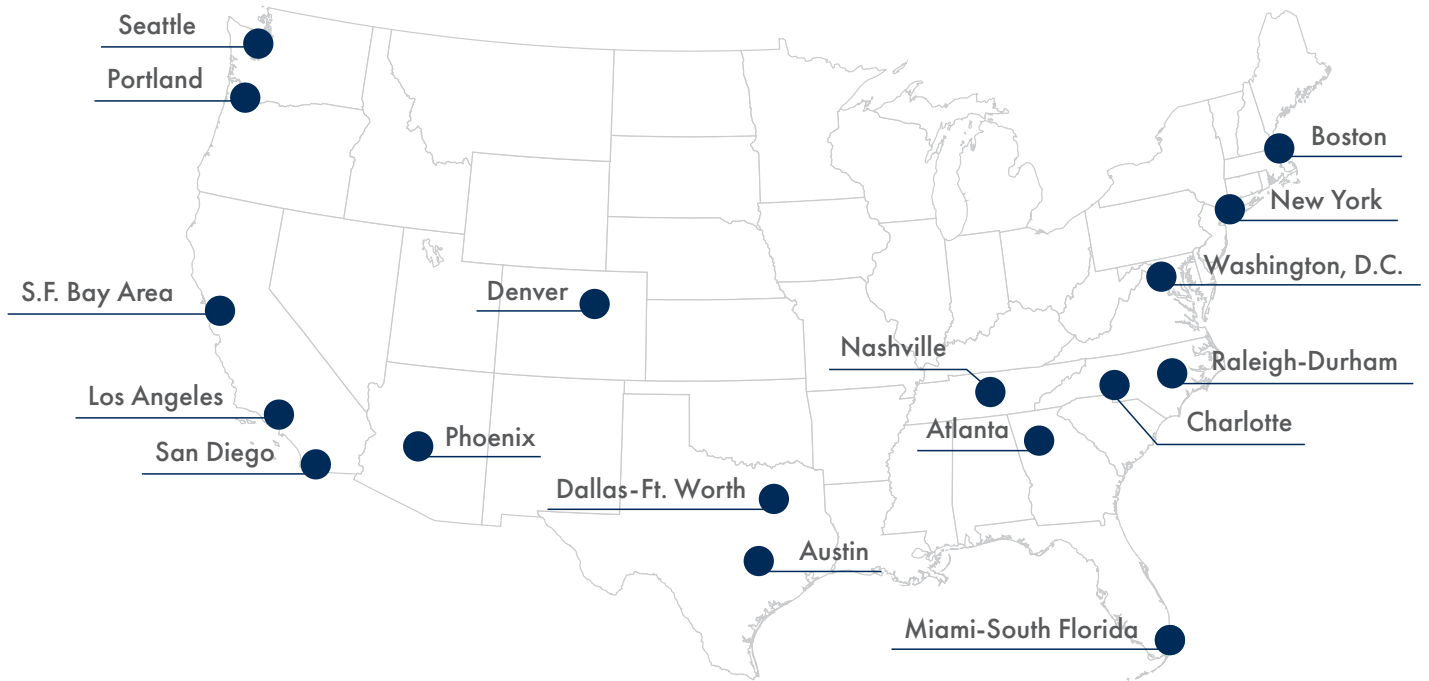 Seattle
Portland
Boston
New York
Washington, D.C.
S.F. Bay Area
Denver
Nashville
Raleigh-Durham
Los Angeles
Charlotte
Atlanta
Phoenix
San Diego
Dallas-Ft. Worth
Austin
Miami-South Florida